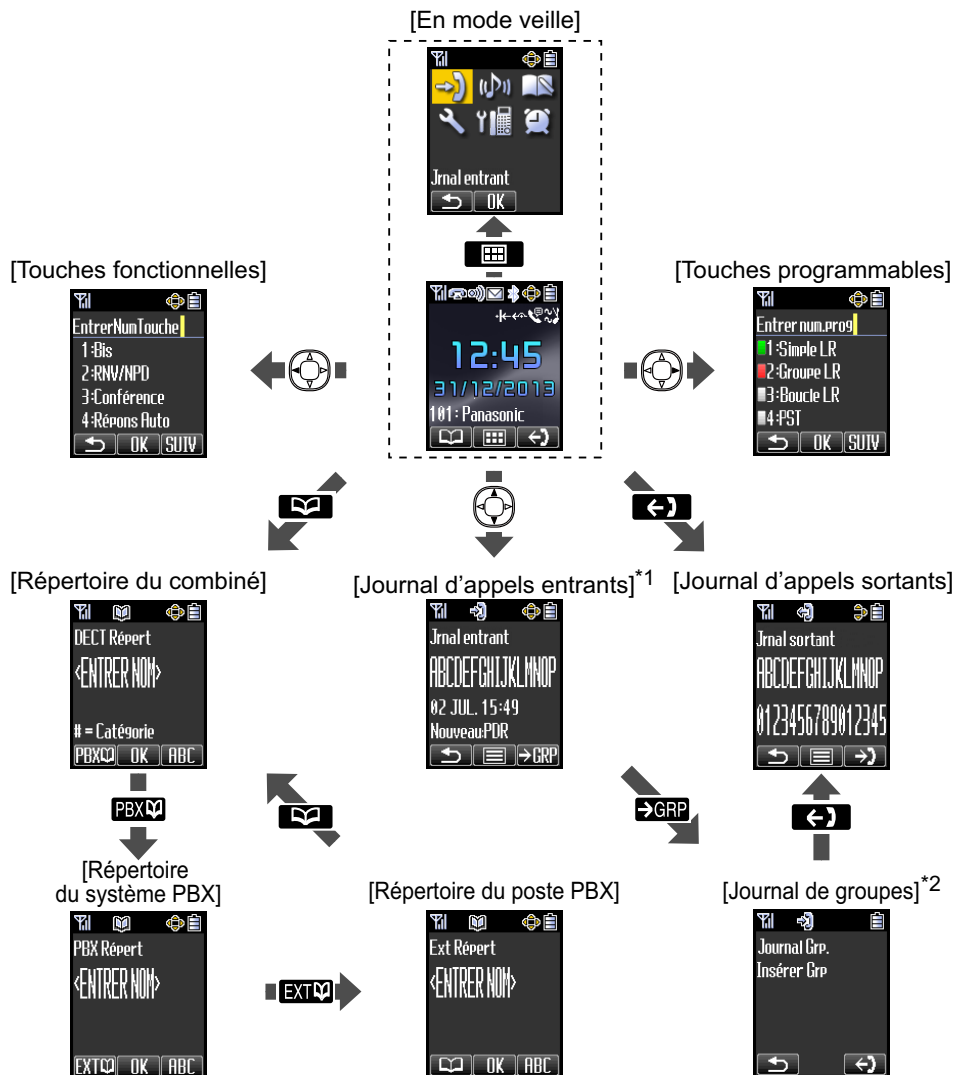 [En mode veille]
Jrnal entrant
OK
[Touches fonctionnelles]
EntrerNumTouche
1:Bis
2:RNV/NPD
3:Conférence
4:Répons Auto
OK SUIV
12:45
31/12/2013
101: Panasonic
[Touches programmables]
Entrer num.prog
1:Simple LR
2:Groupe LR
3:Boucle LR
4:PST
OK SUIV
[Répertoire du combiné]
DECT Répert
<ENTRER NOM>
# = Catégorie
PBX OK ABC
[Journal d'appels entrants]*1
Jrnal entrant
ABCDEFGHIJKLMNOP
02 JUL. 15:49
Nouveau:PDR
→GRP
[Journal d'appels sortants]
Jrnal sortant
ABCDEFGHIJKLMNOP
0123456789012345
PBX
→GRP
[Répertoire
du système PBX]
PBX Répert
<ENTRER NOM>
EXT OK ABC
EXT
[Répertoire du poste PBX]
Ext Répert
<ENTRER NOM>
OK ABC
[Journal de groupes]*2
Journal Grp.
Insérer Grp